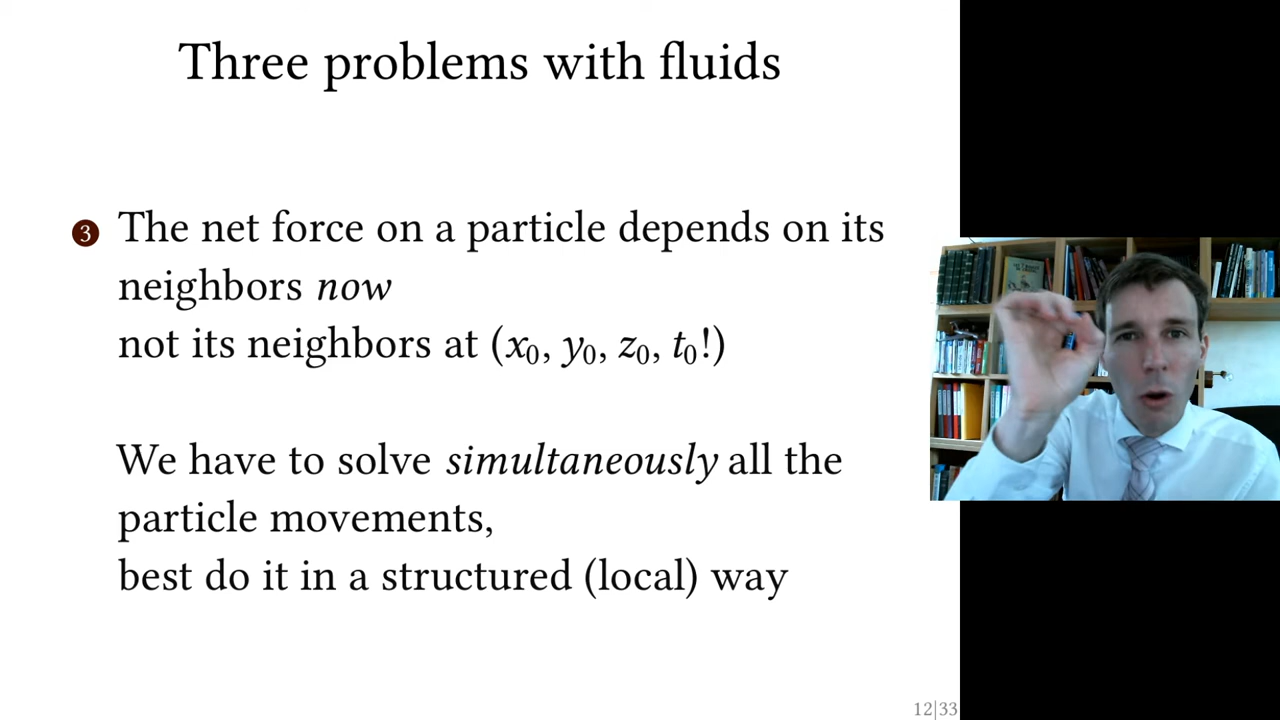 Three problems with fluids
3 The net force on a particle depends on its
neighbors now
not its neighbors at (x₀, y₀, z₀, t₀!)
We have to solve simultaneously all the
particle movements,
best do it in a structured (local) way
12|33